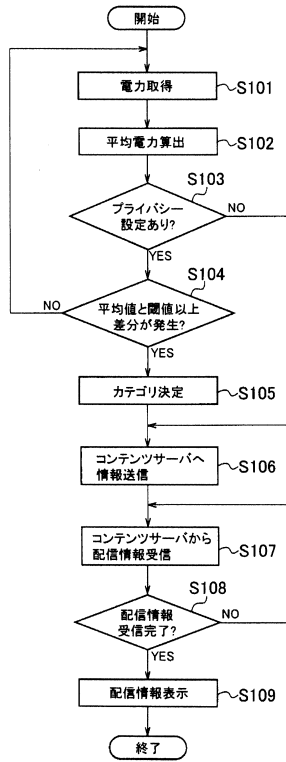 開始
電力取得
S101
平均電力算出
S102
S103
プライバシー
設定あり?
NO
YES
S104
平均値と閾値以上
差分が発生?
NO
YES
カテゴリ決定
S105
コンテンツサーバへ
情報送信
S106
コンテンツサーバから
配信情報受信
S107
S108
配信情報
受信完了?
NO
YES
配信情報表示
S109
終了